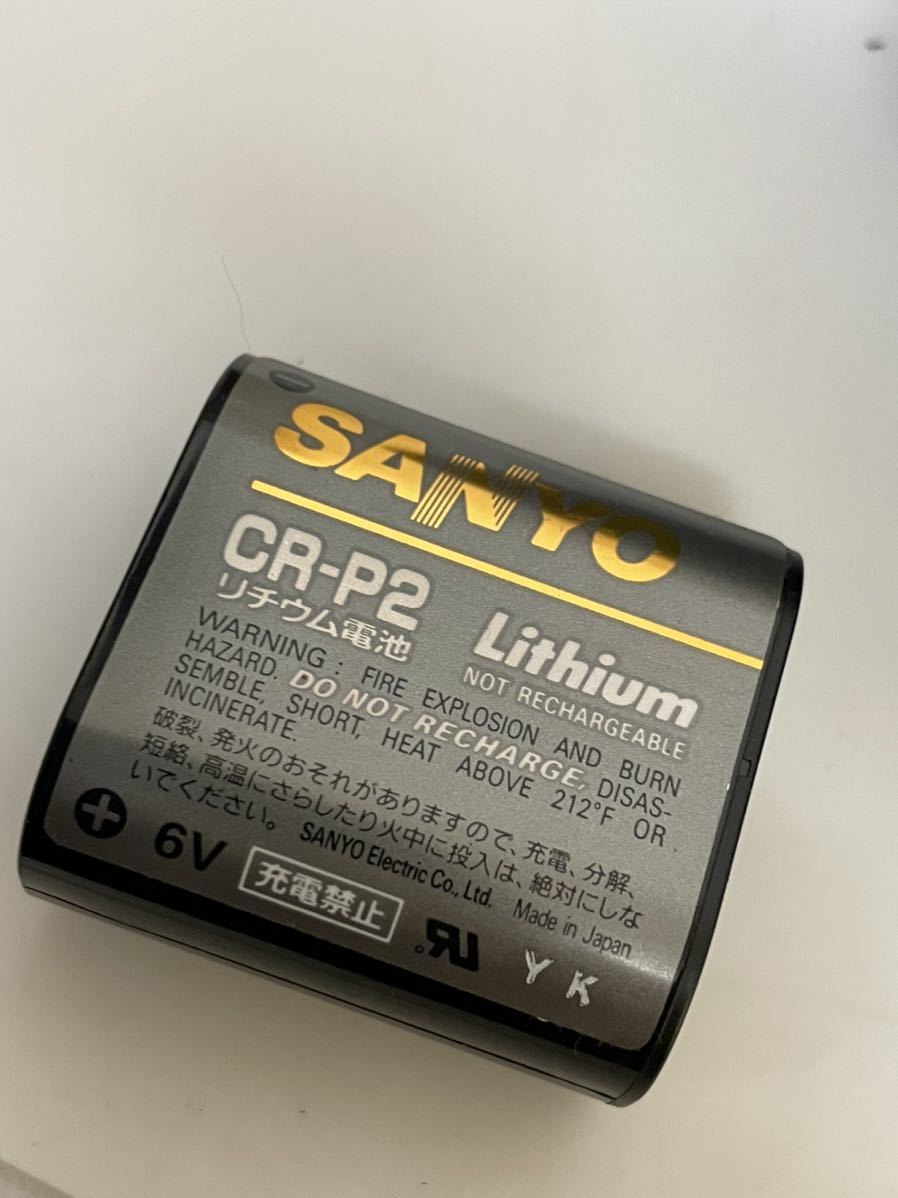 SANYO
CR-P2
リチウム電池
Lithium
NOT RECHARGEABLE
WARNING : FIRE EXPLOSION AND BURN
HAZARD. DO NOT RECHARGE, DISAS-
SEMBLE, SHORT, HEAT ABOVE 212°F OR
INCINERATE.
破裂、発火のおそれがありますので、充電、分解、
短絡、高温にさらしたり火中に投入は、絶対にしな
いでください。
SANYO Electric Co., Ltd. Made in Japan
+ 6V
充電禁止
RU®
Y K